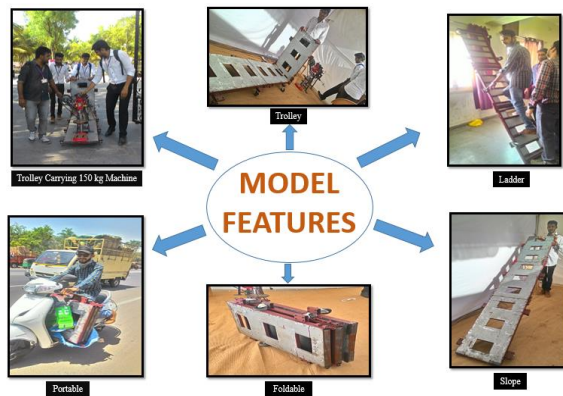 Trolley
Trolley Carrying 150 kg Machine
Ladder
MODEL
FEATURES
Portable
Foldable
Slope